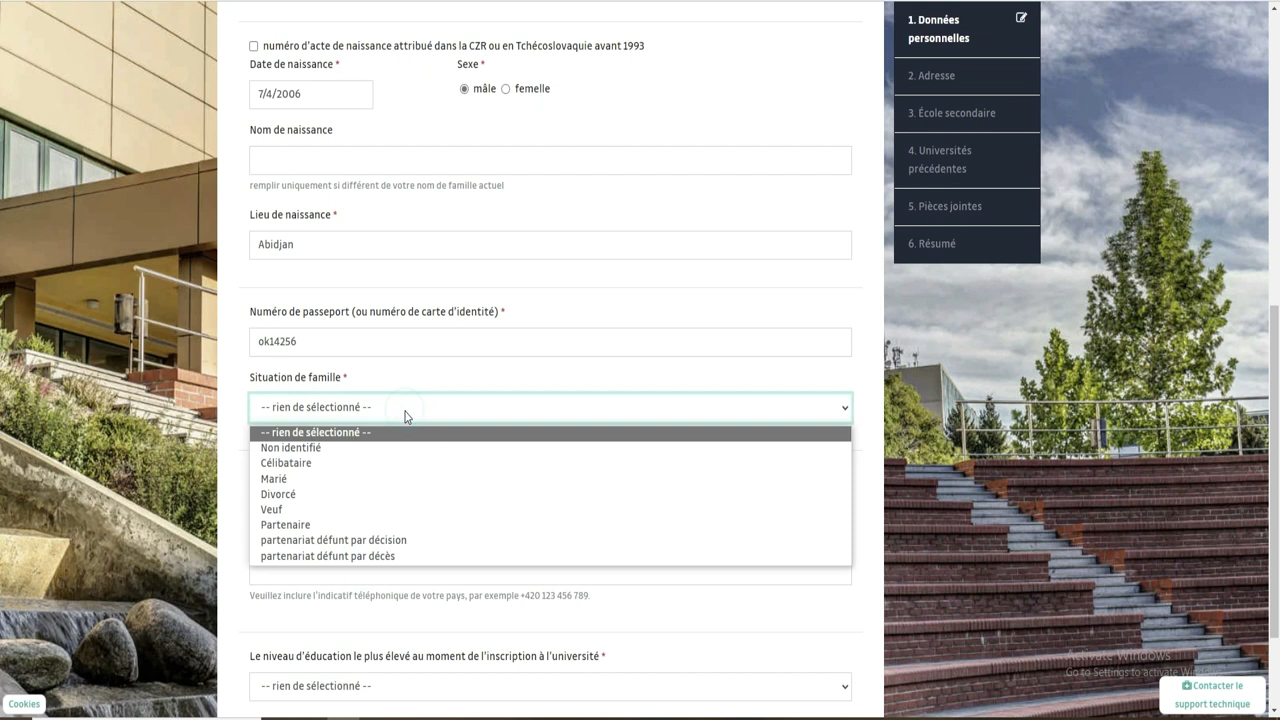 numéro d'acte de naissance attribué dans la CZR ou en Tchécoslovaquie avant 1993
Date de naissance *
Sexe *
7/4/2006
mâle
femelle
Nom de naissance
remplir uniquement si différent de votre nom de famille actuel
Lieu de naissance *
Abidjan
Numéro de passeport (ou numéro de carte d'identité) *
ok14256
Situation de famille *
-- rien de sélectionné --
-- rien de sélectionné --
Non identifié
Célibataire
Marié
Divorcé
Veuf
Partenaire
partenariat défunt par décision
partenariat défunt par décès
Veuillez inclure l'indicatif téléphonique de votre pays, par exemple +420 123 456 789.
Le niveau d'éducation le plus élevé au moment de l'inscription à l'université *
-- rien de sélectionné --
1. Données
personnelles
2. Adresse
3. École secondaire
4. Universités
précédentes
5. Pièces jointes
6. Résumé
Activate Windows
Go to Settings to activate
Contacter le
support technique
Cookies